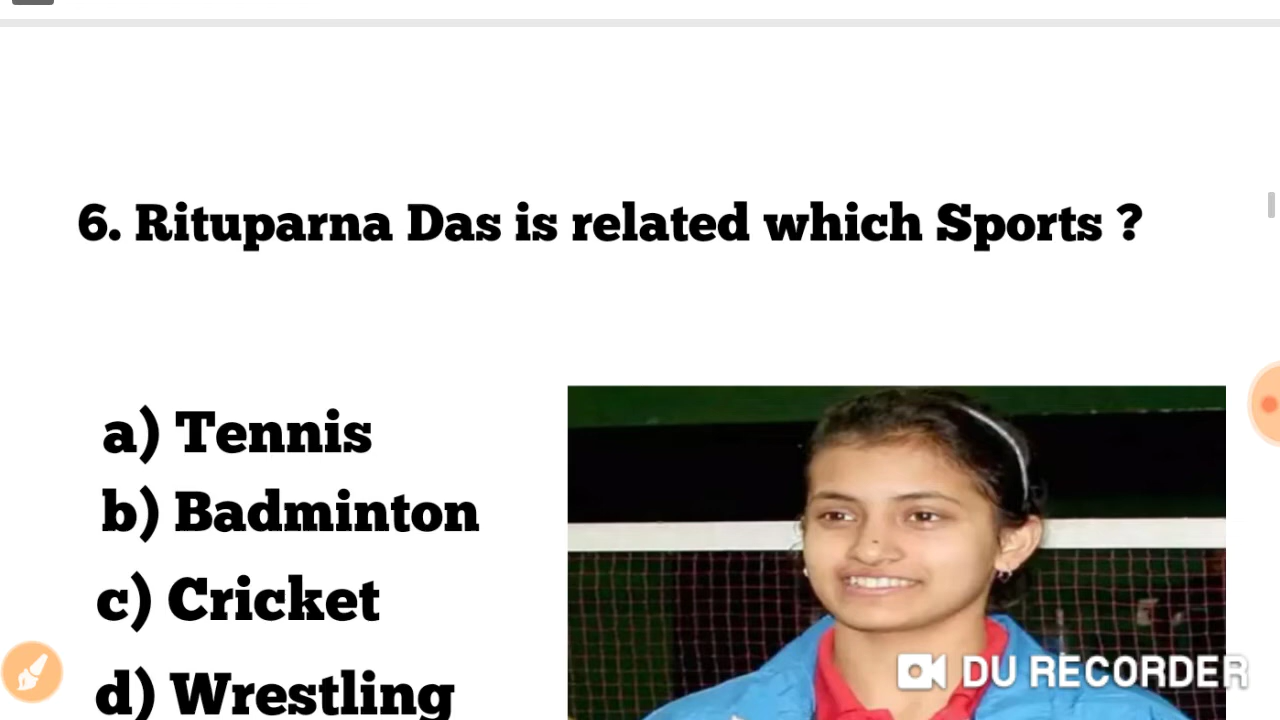 6. Rituparna Das is related which Sports ?
a) Tennis
b) Badminton
c) Cricket
d) Wrestling
DU RECORDER